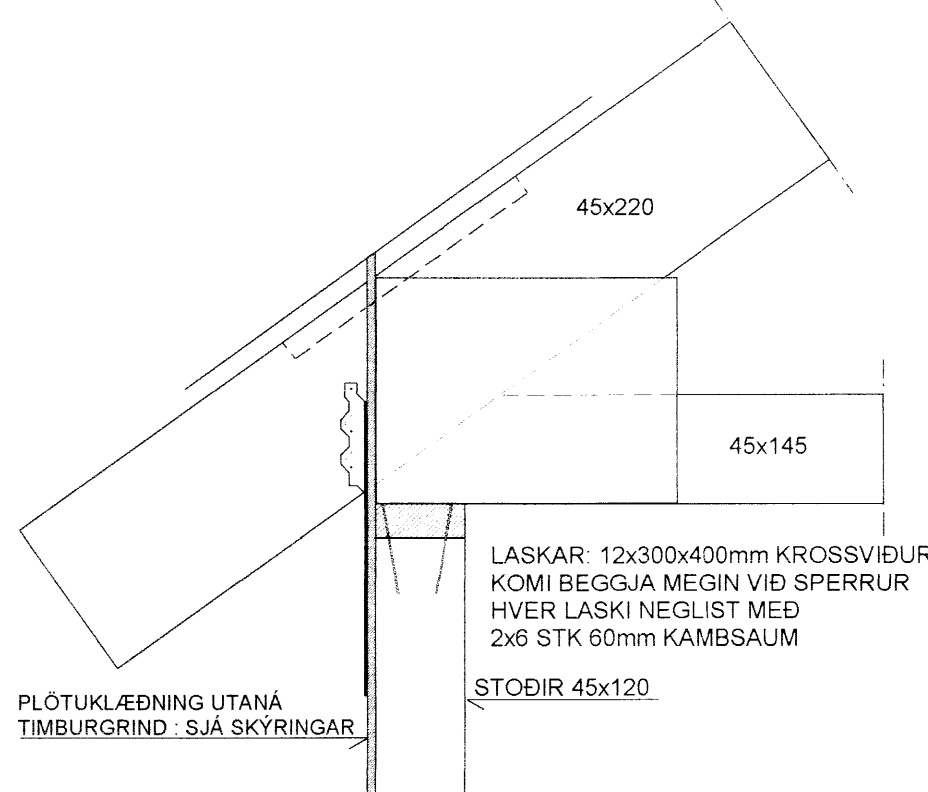 45x220
45x145
LASKAR: 12x300x400mm KROSSVIÐUR
KOMI BEGGJA MEGIN VIÐ SPERRUR
HVER LASKI NEGLIST MEÐ
2x6 STK 60mm KAMBSAUM
STOÐIR 45x120
PLÖTUKLÆÐNING UTANÁ
TIMBURGRIND : SJÁ SKÝRINGAR